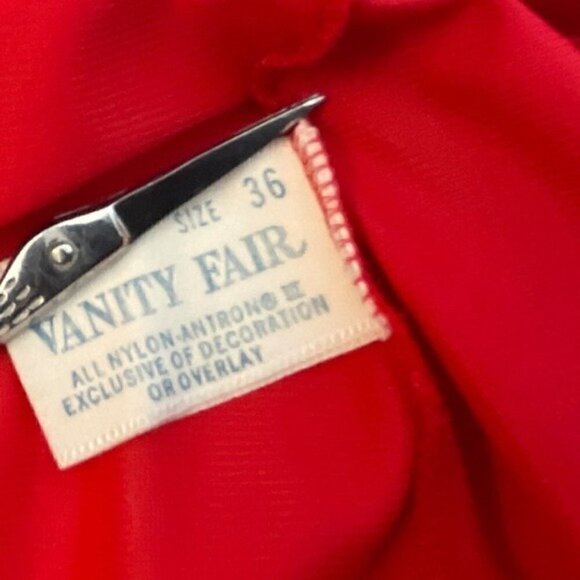 SIZE 36
VANITY FAIR
ALL NYLON-ANTRON® III
EXCLUSIVE OF DECORATION
OR OVERLAY